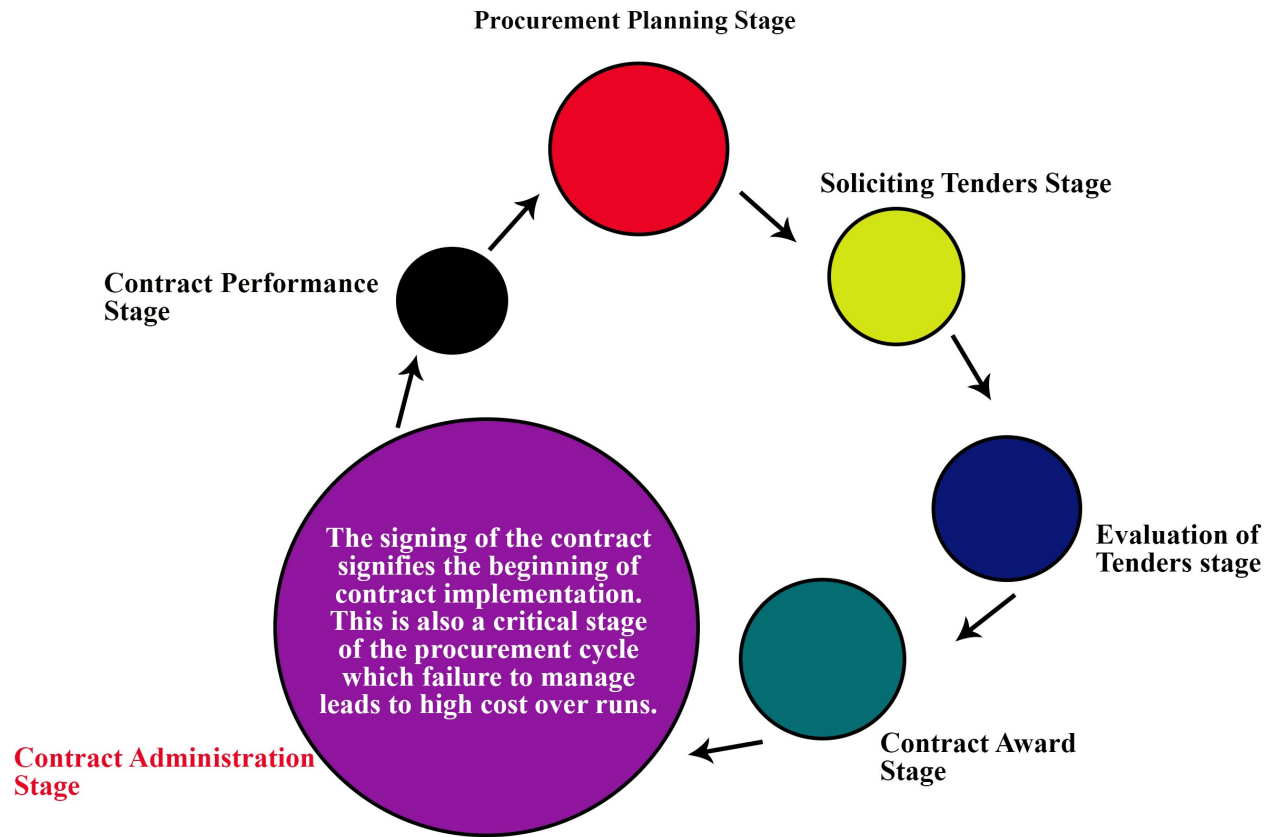 Procurement Planning Stage
Soliciting Tenders Stage
Contract Performance
Stage
Evaluation of
Tenders stage
The signing of the contract
signifies the beginning of
contract implementation.
This is also a critical stage
of the procurement cycle
which failure to manage
leads to high cost over runs.
Contract Award
Stage
Contract Administration
Stage